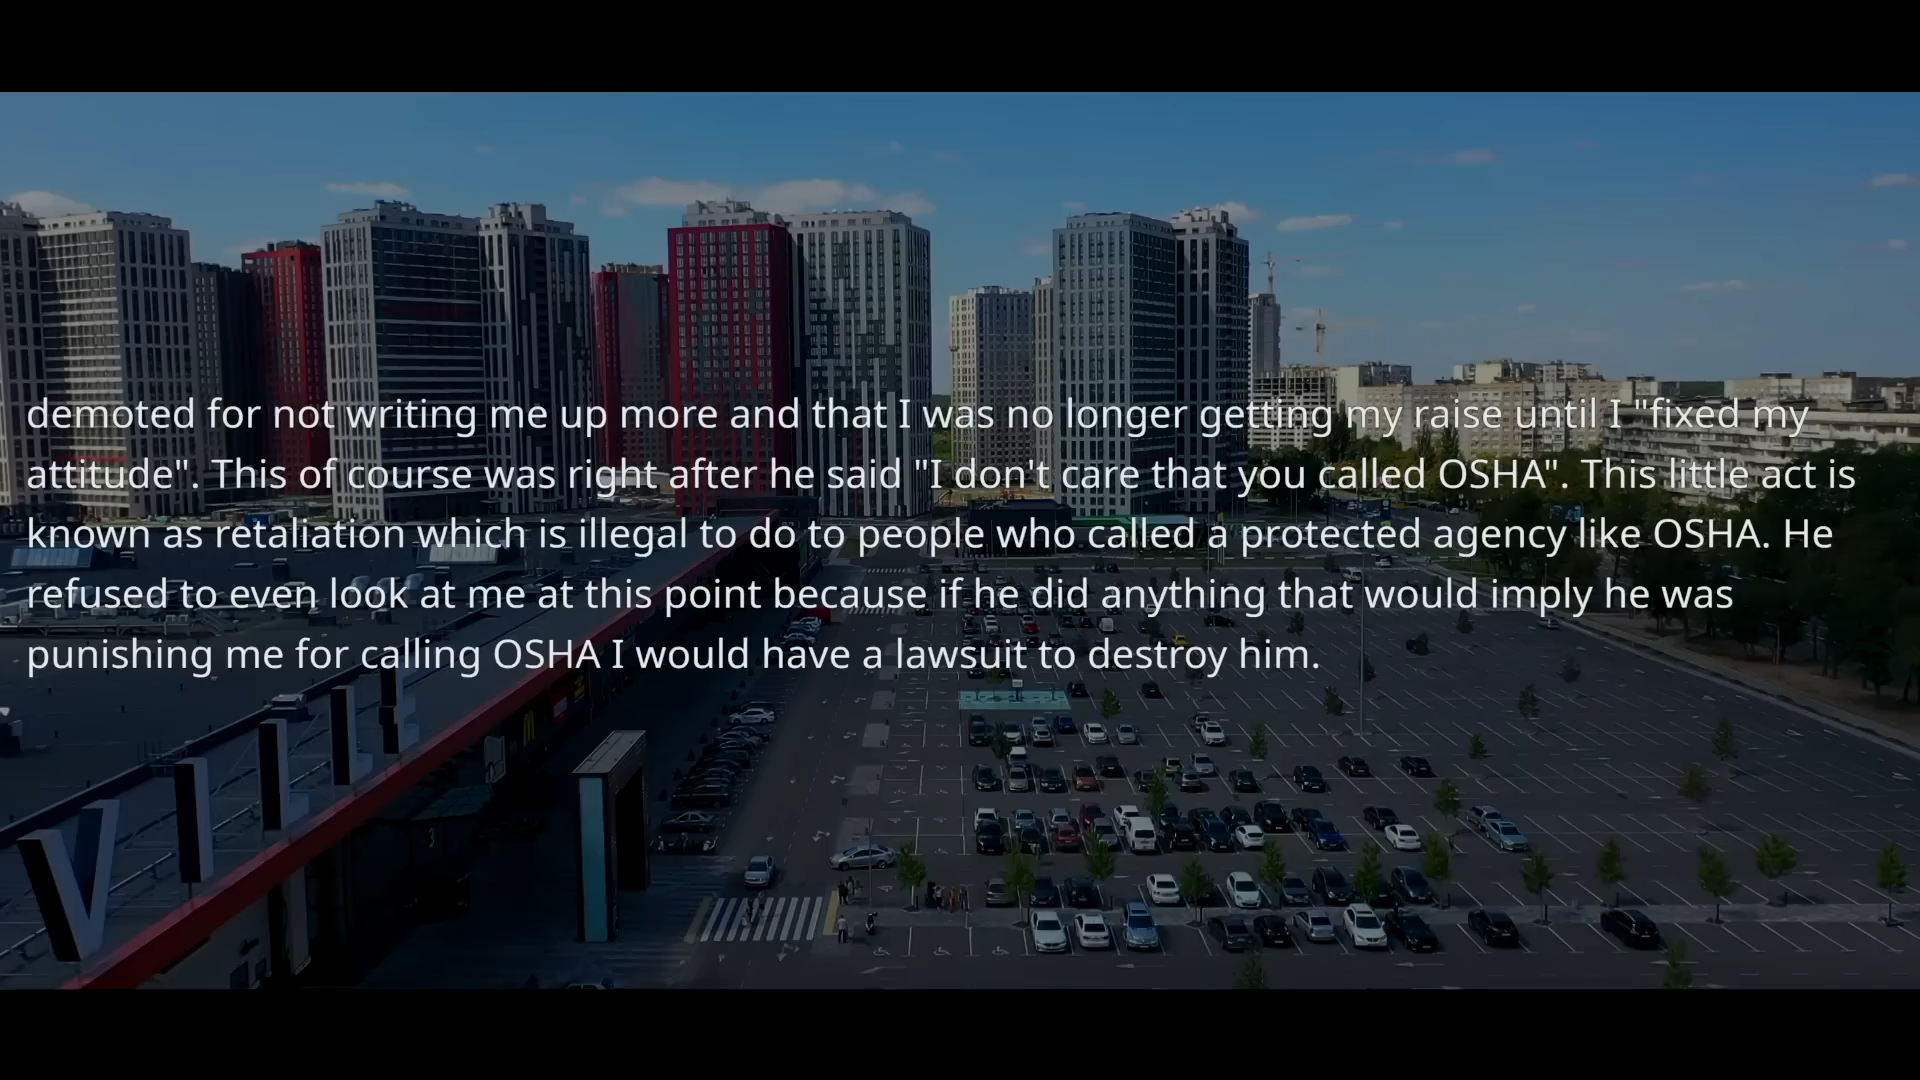 demoted for not writing me up more and that I was no longer getting my raise until I "fixed my
attitude". This of course was right after he said "I don't care that you called OSHA". This little act is
known as retaliation which is illegal to do to people who called a protected agency like OSHA. He
refused to even look at me at this point because if he did anything that would imply he was
punishing me for calling OSHA I would have a lawsuit to destroy him.
VILLE